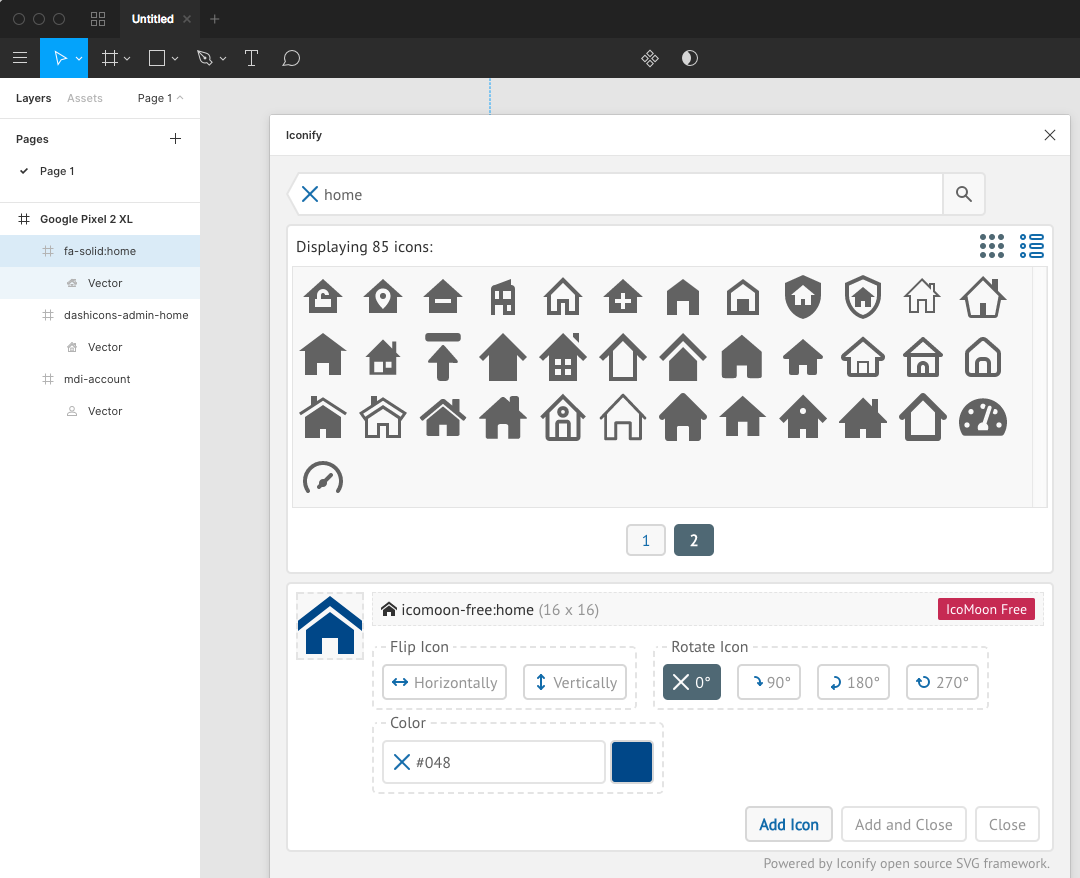 Untitled
Layers Assets Page 1
Pages
Page 1
Google Pixel 2 XL
fa-solid:home
Vector
dashicons-admin-home
Vector
mdi-account
Vector
Iconify
home
Displaying 85 icons:
1 2
icomoon-free:home (16 x 16) IcoMoon Free
Flip Icon Rotate Icon
Horizontally Vertically 0° 90° 180° 270°
Color
#048
Add Icon Add and Close Close
Powered by Iconify open source SVG framework.